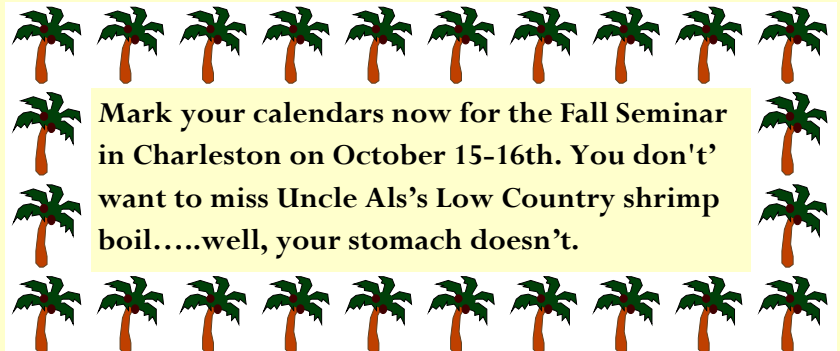 Mark your calendars now for the Fall Seminar
in Charleston on October 15-16th. You don't’
want to miss Uncle Als’s Low Country shrimp
boil…..well, your stomach doesn’t.